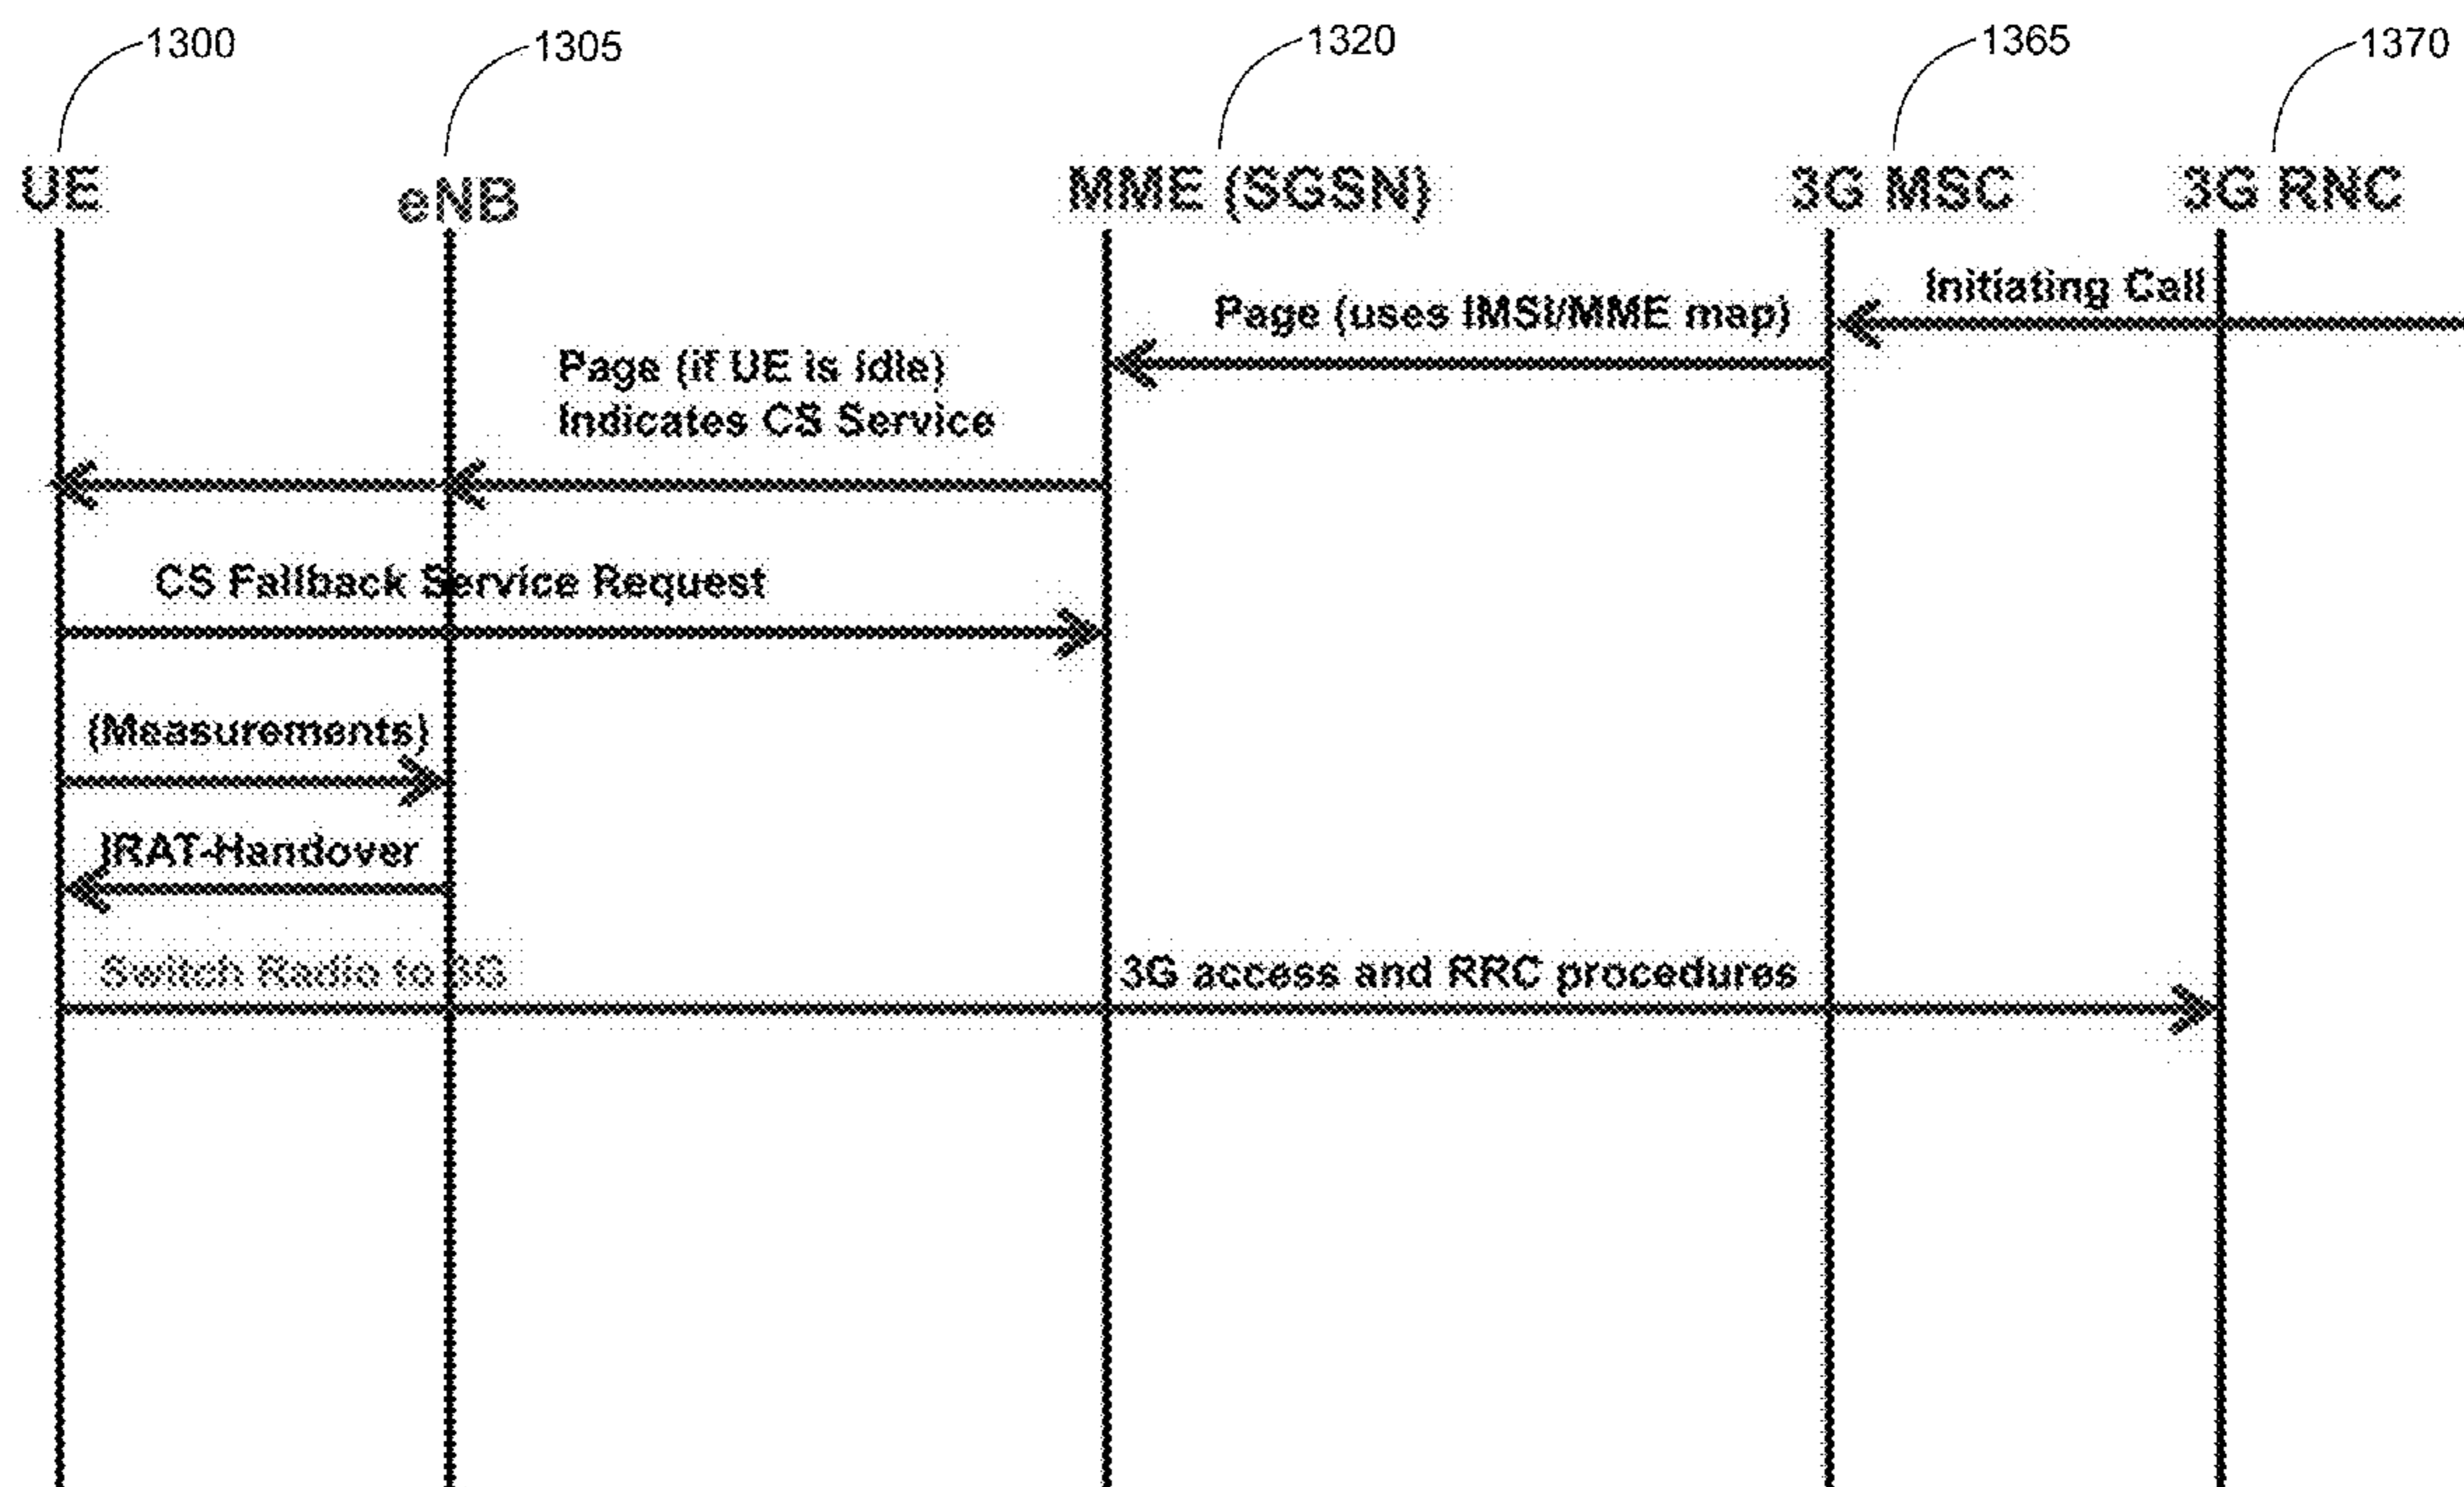 1300
1305
1320
1365
1370
UE
eNB
MME (SGSN)
3G MSC
3G RNC
Initiating Call
Page (uses IMSI/MME map)
Page (if UE is Idle)
Indicates CS Service
CS Fallback Service Request
(Measurements)
IRAT-Handover
Switch Radio to 3G
3G access and RRC procedures